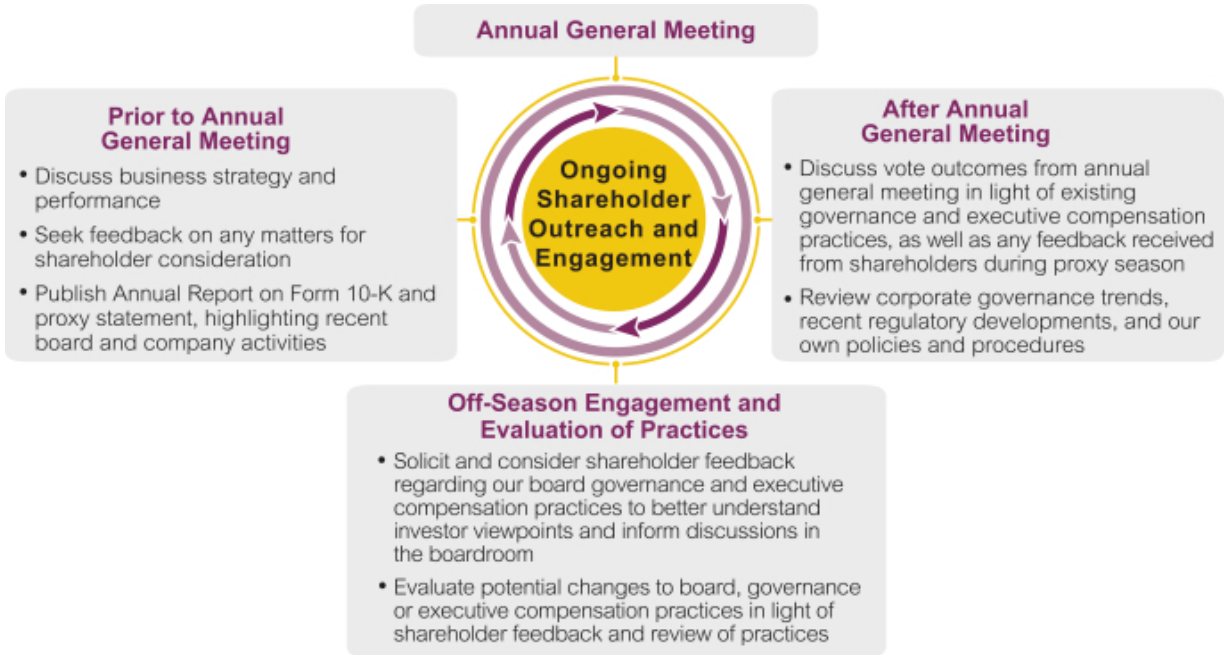 Annual General Meeting
Prior to Annual
General Meeting
• Discuss business strategy and
performance
• Seek feedback on any matters for
shareholder consideration
• Publish Annual Report on Form 10-K and
proxy statement, highlighting recent
board and company activities
Ongoing
Shareholder
Outreach and
Engagement
After Annual
General Meeting
• Discuss vote outcomes from annual
general meeting in light of existing
governance and executive compensation
practices, as well as any feedback received
from shareholders during proxy season
• Review corporate governance trends,
recent regulatory developments, and our
own policies and procedures
Off-Season Engagement and
Evaluation of Practices
• Solicit and consider shareholder feedback
regarding our board governance and executive
compensation practices to better understand
investor viewpoints and inform discussions in
the boardroom
• Evaluate potential changes to board, governance
or executive compensation practices in light of
shareholder feedback and review of practices